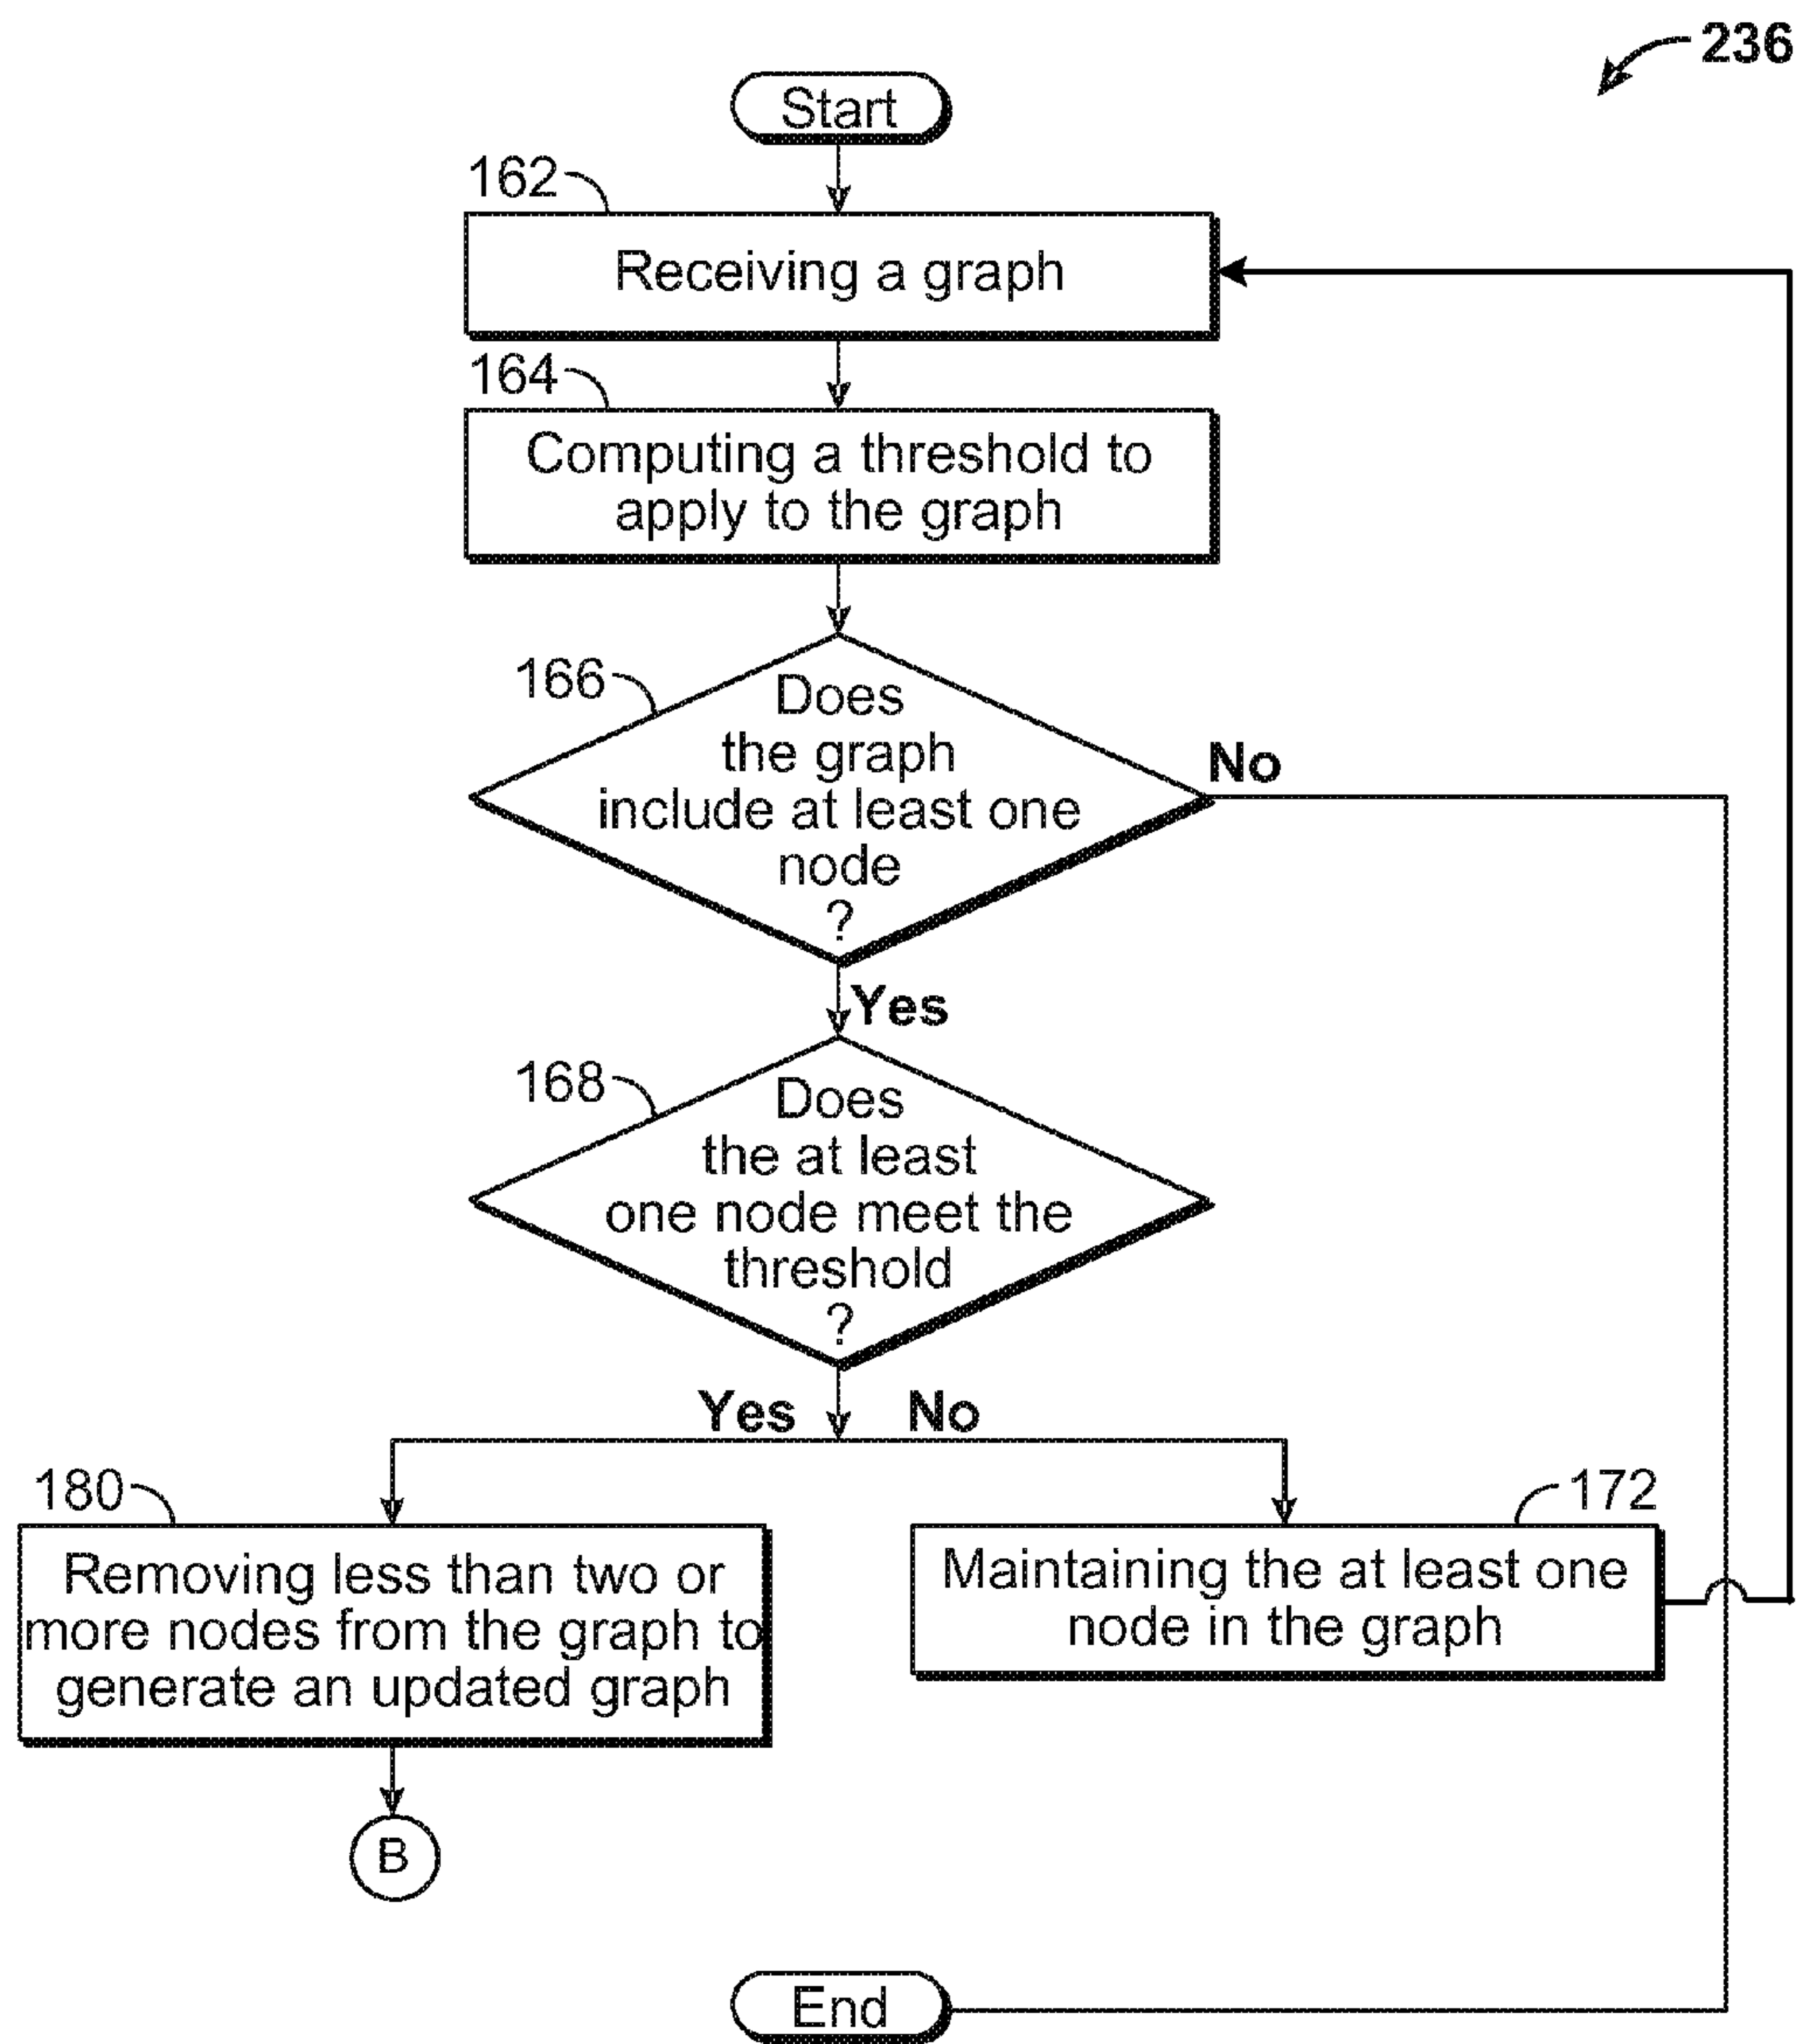 236
Start
162
Receiving a graph
164
Computing a threshold to
apply to the graph
166
Does
the graph
include at least one
node
?
No
Yes
168
Does
the at least
one node meet the
threshold
?
Yes
No
180
Removing less than two or
more nodes from the graph to
generate an updated graph
172
Maintaining the at least one
node in the graph
B
End